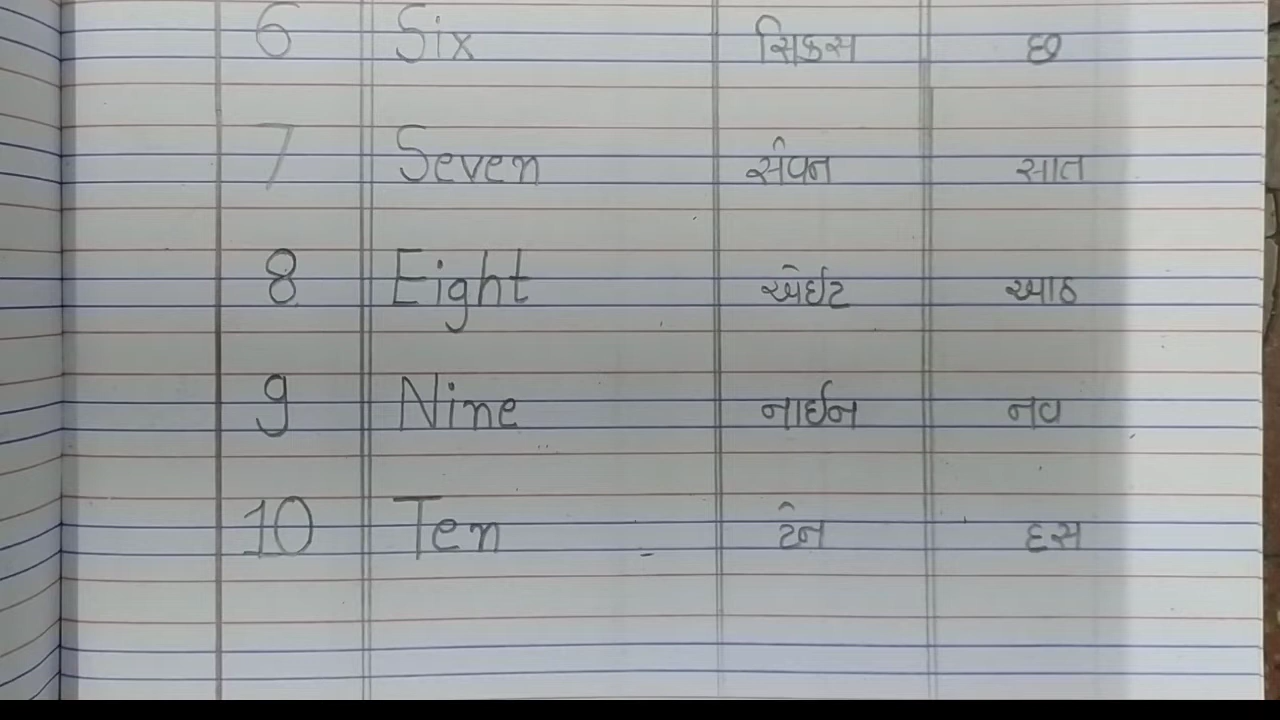 6 Six સિક્સ છ
7 Seven સેવન સાત
8 Eight એઈટ આઠ
9 Nine નાઈન નવ
10 Ten ટેન દસ